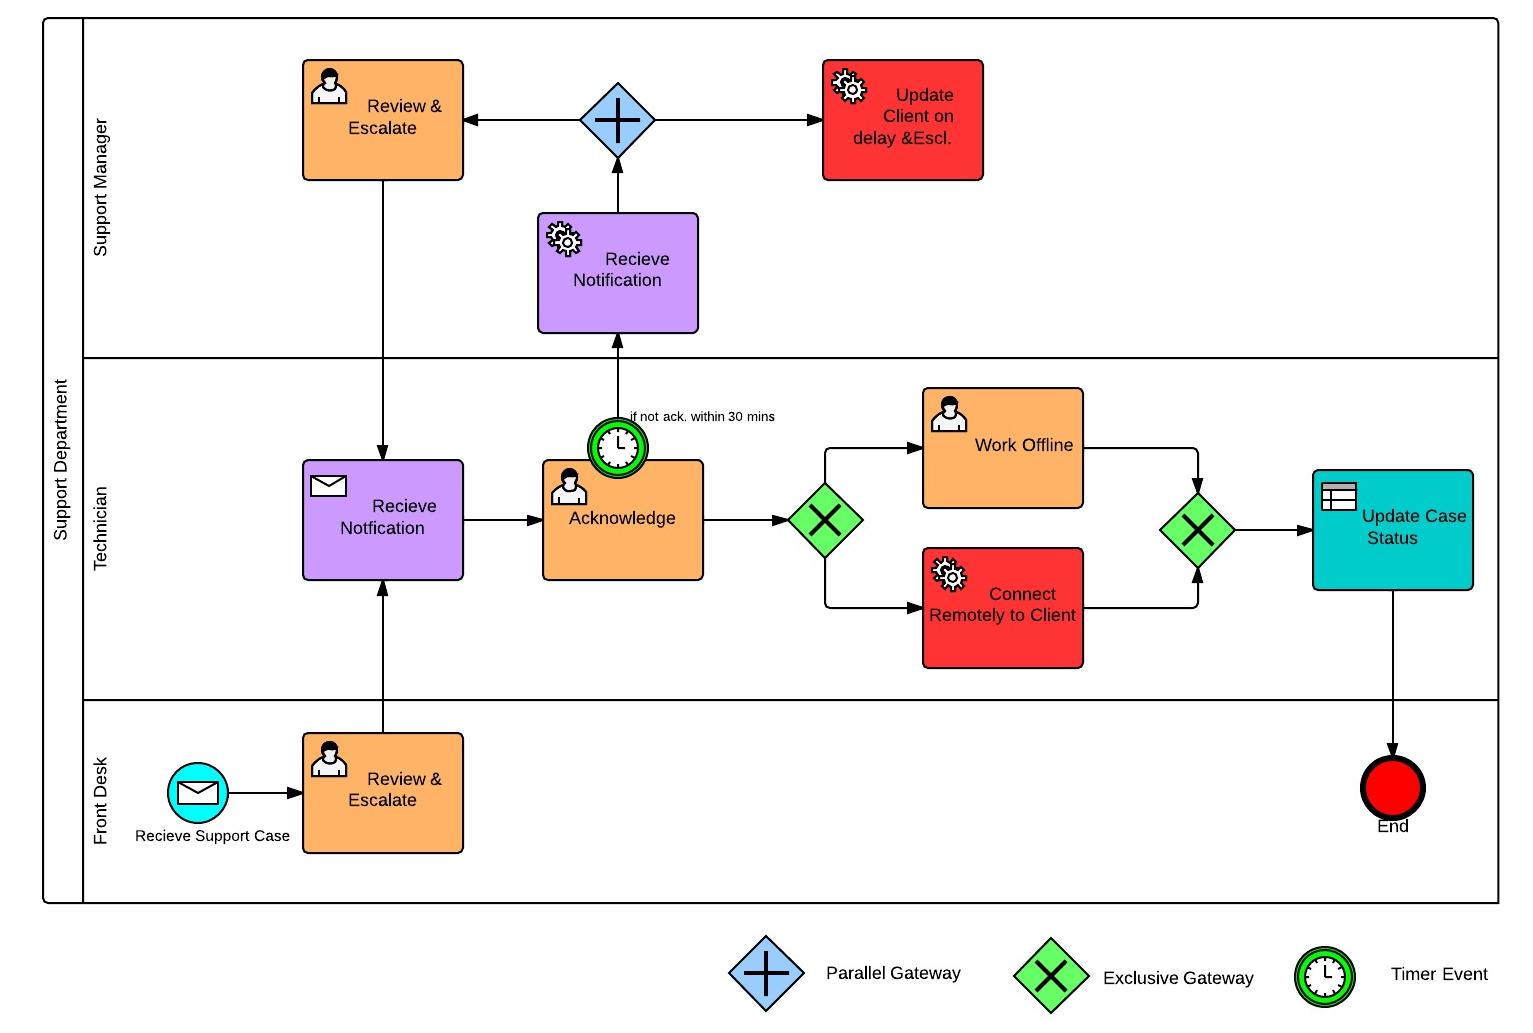 Support Department
Support Manager
Review &
Escalate
Update
Client on
delay &Escl.
Recieve
Notification
Technician
if not ack. within 30 mins
Recieve
Notfication
Acknowledge
Work Offline
Connect
Remotely to Client
Update Case
Status
Front Desk
Recieve Support Case
Review &
Escalate
End
Parallel Gateway
Exclusive Gateway
Timer Event